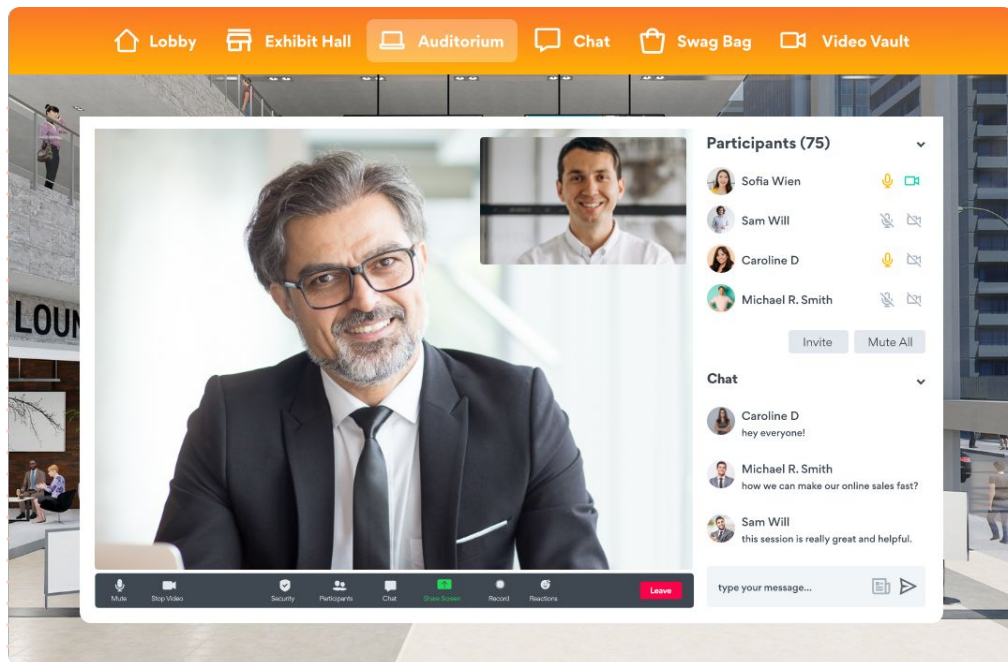 Lobby
Exhibit Hall
Auditorium
Chat
Swag Bag
Video Vault
LOUN
Participants (75)
Sofia Wien
Sam Will
Caroline D
Michael R. Smith
Invite
Mute All
Chat
Caroline D
hey everyone!
Michael R. Smith
how we can make our online sales fast?
Sam Will
this session is really great and helpful.
type your message...
Mute
Stop Video
Security
Participants
Chat
Share Screen
Record
Reactions
Leave